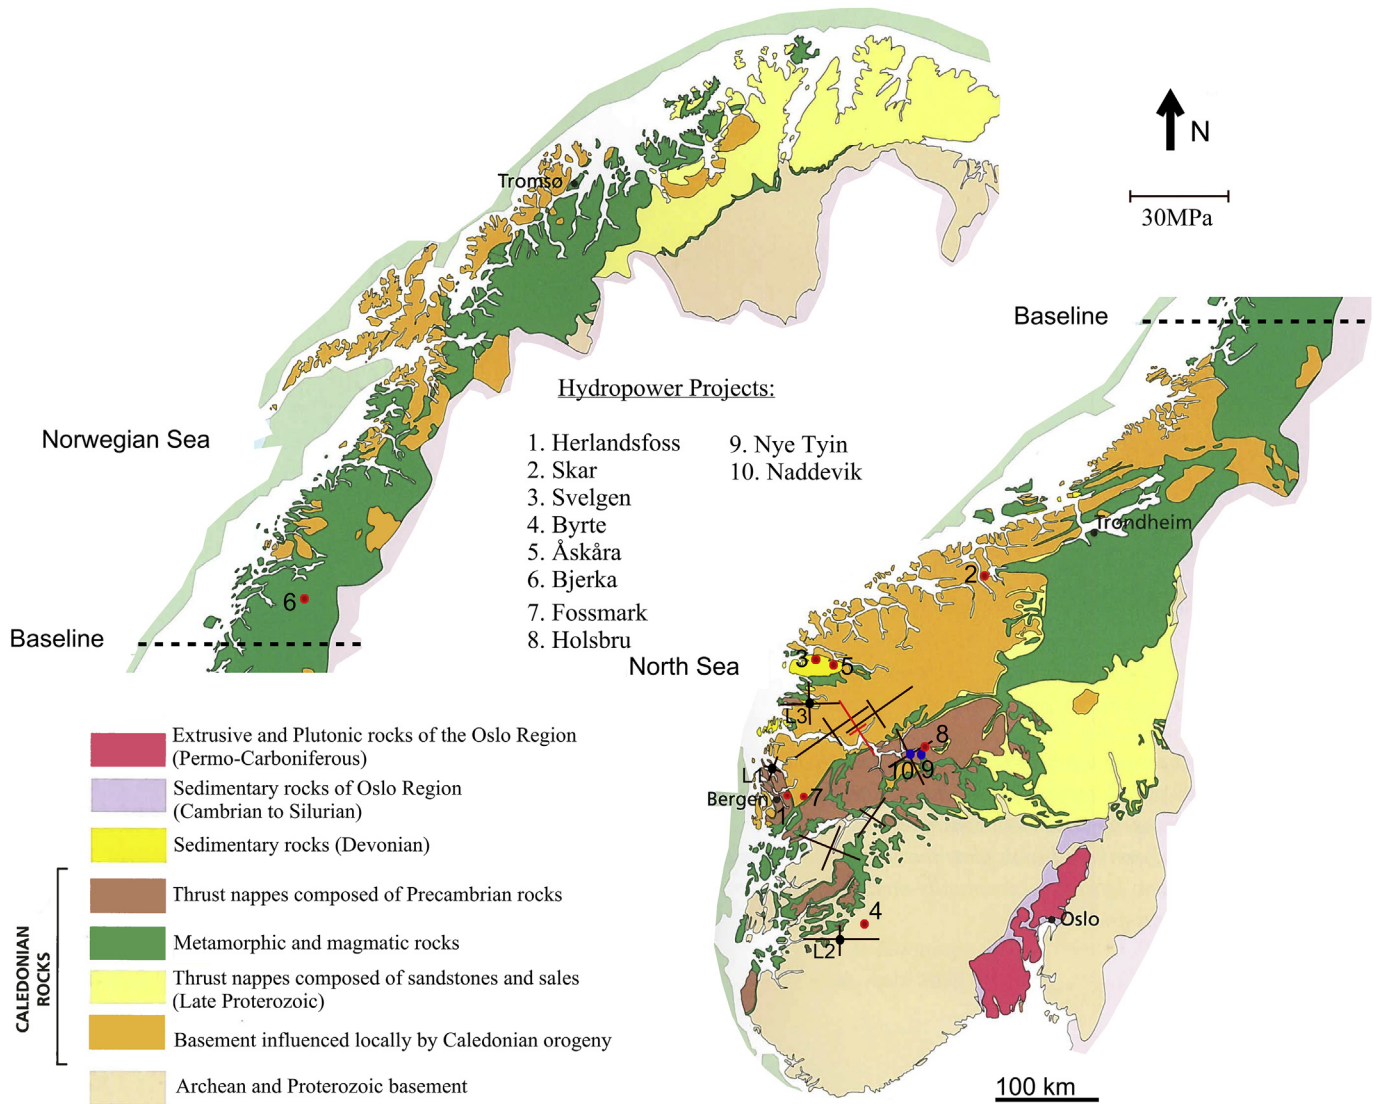 Tromsø
N
30MPa
Baseline
Hydropower Projects:
Norwegian Sea
1. Herlandsfoss
2. Skar
3. Svelgen
4. Byrte
5. Åskåra
6. Bjerka
7. Fossmark
8. Holsbru
9. Nye Tyin
10. Naddevik
Trondheim
2
6
Baseline
North Sea
3
5
L3
8
10
9
L1
Bergen
7
1
4
L2
Oslo
Extrusive and Plutonic rocks of the Oslo Region
(Permo-Carboniferous)
Sedimentary rocks of Oslo Region
(Cambrian to Silurian)
Sedimentary rocks (Devonian)
CALEDONIAN
ROCKS
Thrust nappes composed of Precambrian rocks
Metamorphic and magmatic rocks
Thrust nappes composed of sandstones and sales
(Late Proterozoic)
Basement influenced locally by Caledonian orogeny
Archean and Proterozoic basement
100 km